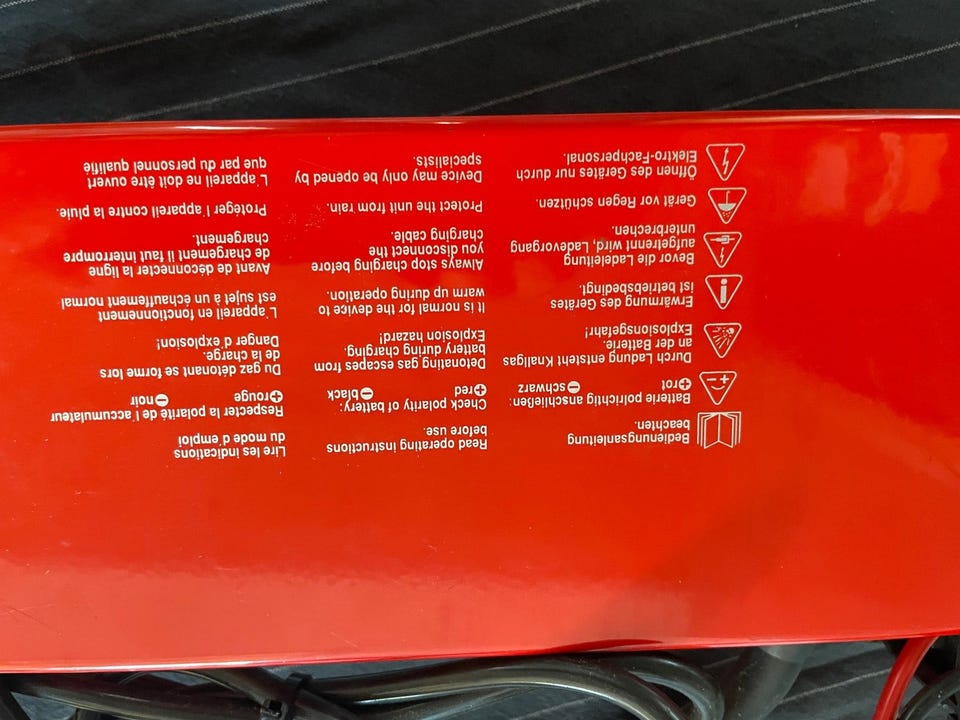 Bedienungsanleitung
beachten.
Batterie polrichtig anschließen:
⊕rot ⊖schwarz
Durch Ladung entsteht Knallgas
an der Batterie.
Explosionsgefahr!
Erwärmung des Gerätes
ist betriebsbedingt.
Bevor die Ladeleitung
aufgetrennt wird, Ladevorgang
unterbrechen.
Gerät vor Regen schützen.
Öffnen des Gerätes nur durch
Elektro-Fachpersonal.
Read operating instructions
before use.
Check polarity of battery:
⊕red ⊖black
Detonating gas escapes from
battery during charging.
Explosion hazard!
It is normal for the device to
warm up during operation.
Always stop charging before
you disconnect the
charging cable.
Protect the unit from rain.
Device may only be opened by
specialists.
Lire les indications
du mode d'emploi
Respecter la polarité de l'accumulateur
⊕rouge ⊖noir
Du gaz détonant se forme lors
de la charge.
Danger d'explosion!
L'appareil en fonctionnement normal
est sujet à un échauffement
Avant de déconnecter la ligne
de chargement il faut interrompre
chargement.
Protéger l'appareil contre la pluie.
L'appareil ne doit être ouvert
que par du personnel qualifié